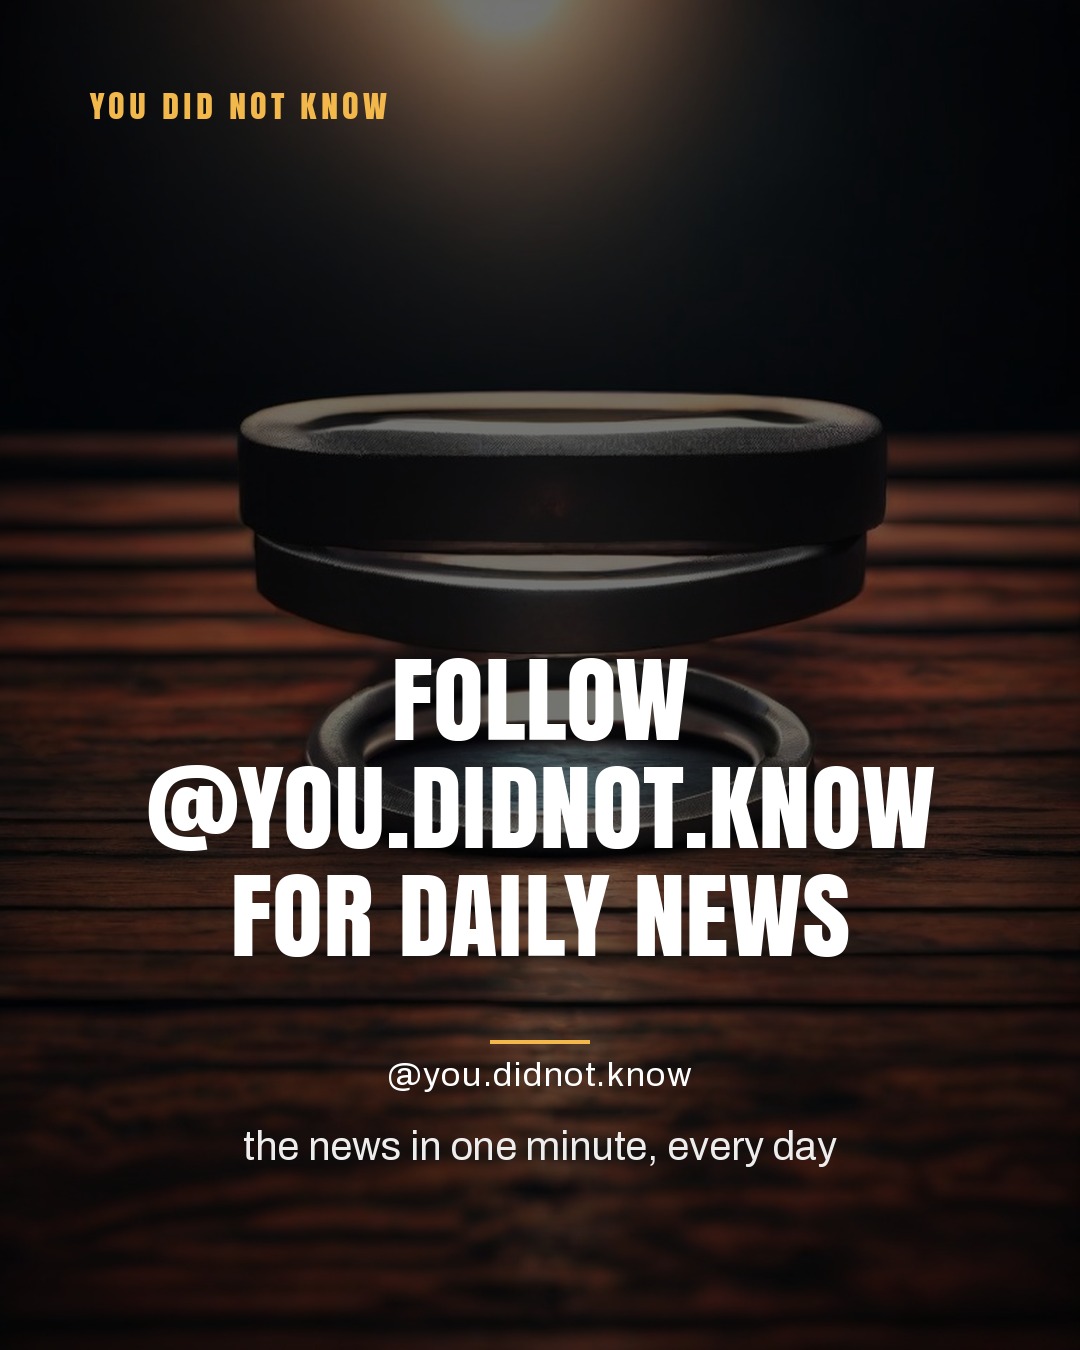 YOU DID NOT KNOW
FOLLOW
@YOU.DIDNOT.KNOW
FOR DAILY NEWS
@you.didnot.know
the news in one minute, every day